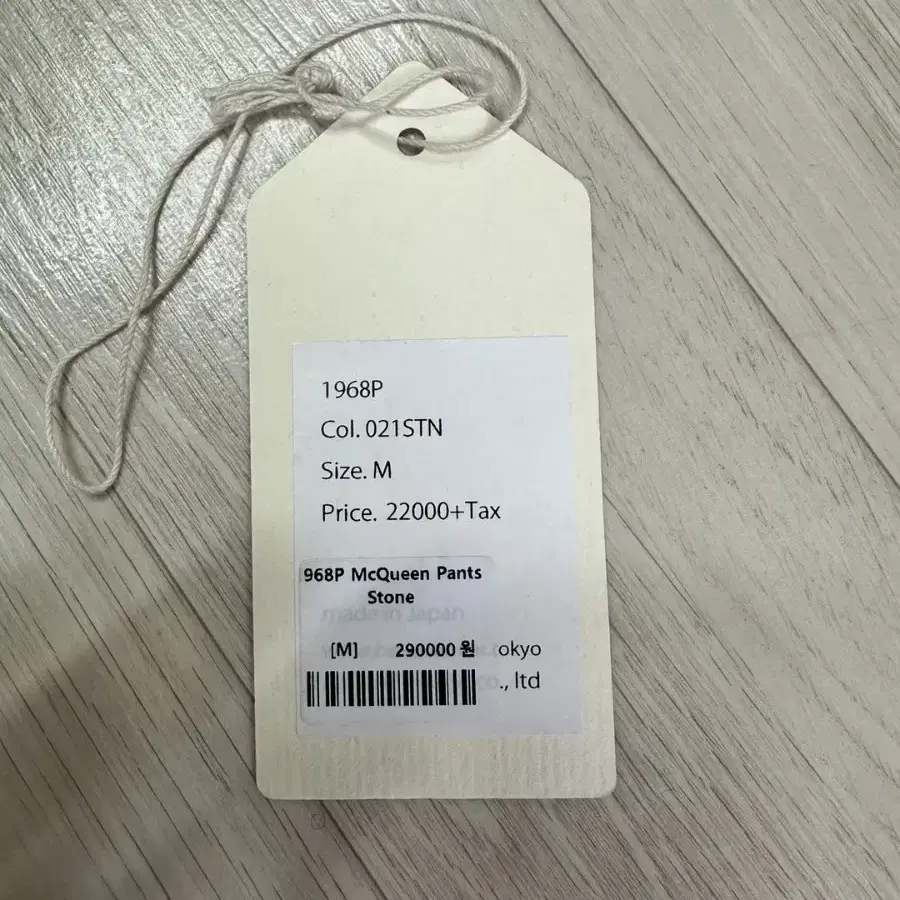 1968P
Col. 021STN
Size. M
Price. 22000+Tax
968P McQueen Pants
Stone
made in Japan
[M] 290000 원 okyo
., ltd